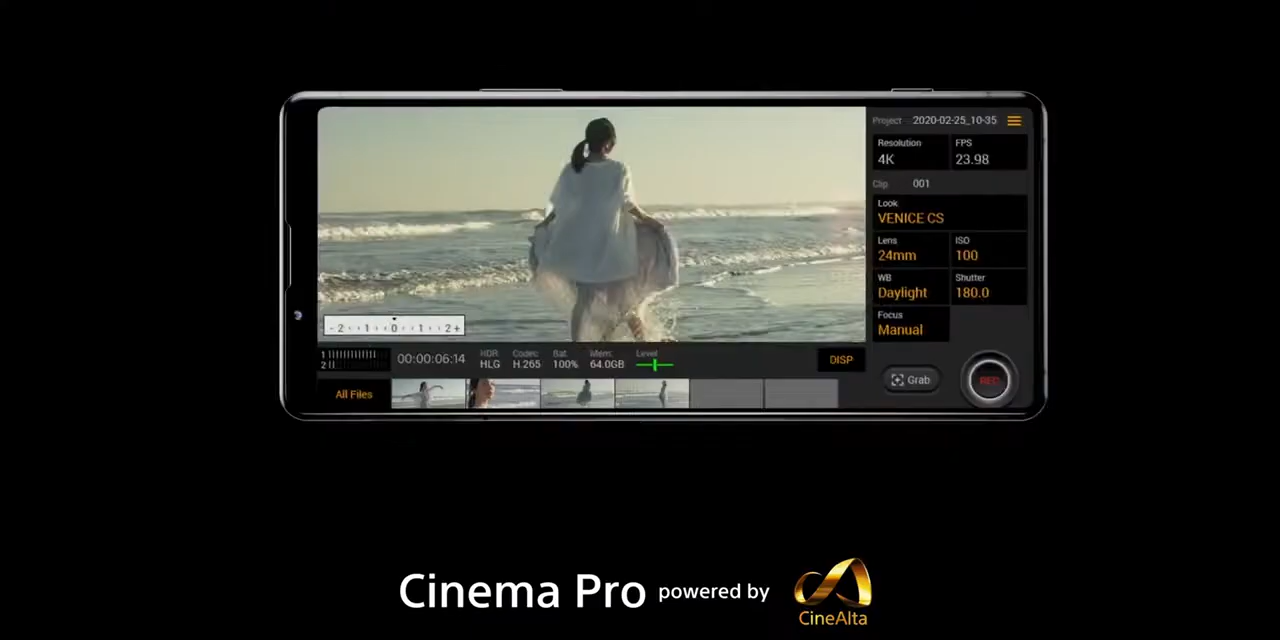 Project 2020-02-25_10-35
Resolution FPS
4K 23.98
Clip 001
Look
VENICE CS
Lens ISO
24mm 100
WB Shutter
Daylight 180.0
Focus
Manual
-2 1 0 1 2+
1
2
00:00:06:14
HDR Codec Bat. Mem. Level
HLG H.265 100% 64.0GB
DISP
Grab
REC
All Files
Cinema Pro powered by
CineAlta